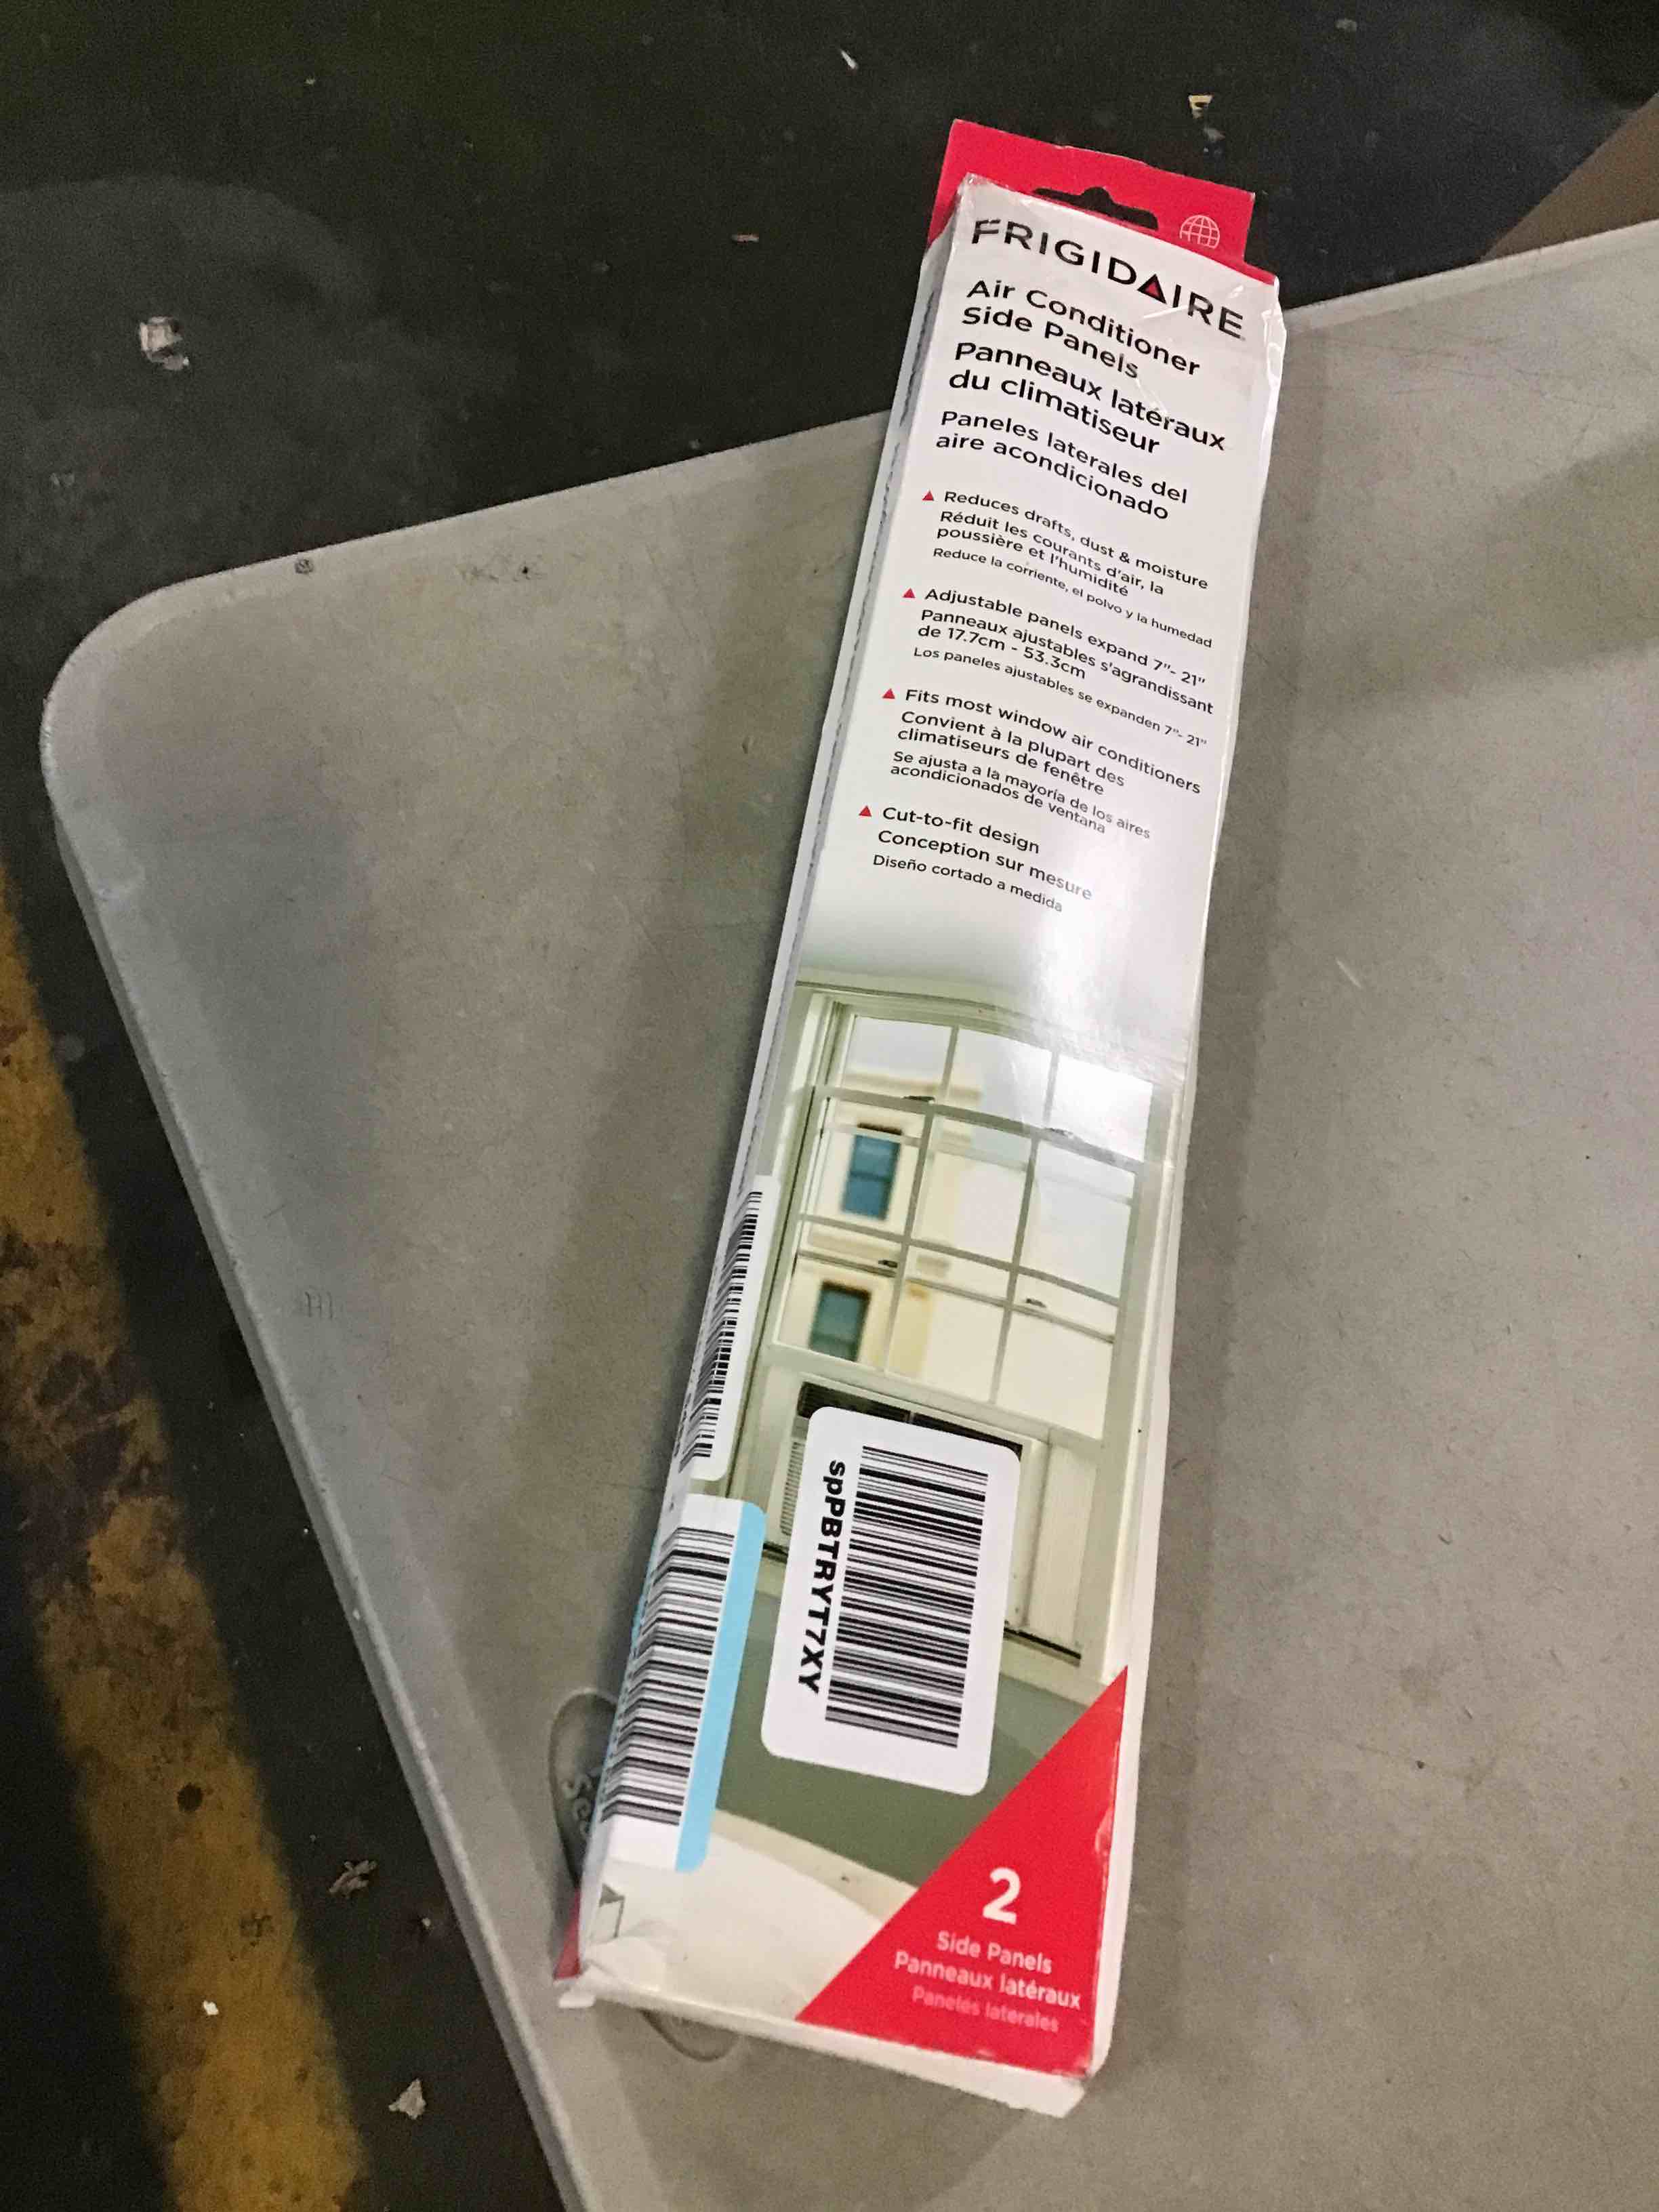 FRIGIDAIRE
Air Conditioner
Side Panels
Panneaux latéraux
du climatiseur
Paneles laterales del
aire acondicionado
Reduces drafts, dust & moisture
Réduit les courants d'air, la
poussière et l'humidité
Reduce la corriente, el polvo y la humedad
Adjustable panels expand 7"- 21"
Panneaux ajustables s'agrandissant
de 17.7cm - 53.3cm
Los paneles ajustables se expanden 7"- 21"
Fits most window air conditioners
Convient à la plupart des
climatiseurs de fenêtre
Se ajusta a la mayoría de los aires
acondicionados de ventana
Cut-to-fit design
Conception sur mesure
Diseño cortado a medida
spPBTRYT7XY
2
Side Panels
Panneaux latéraux
Paneles laterales